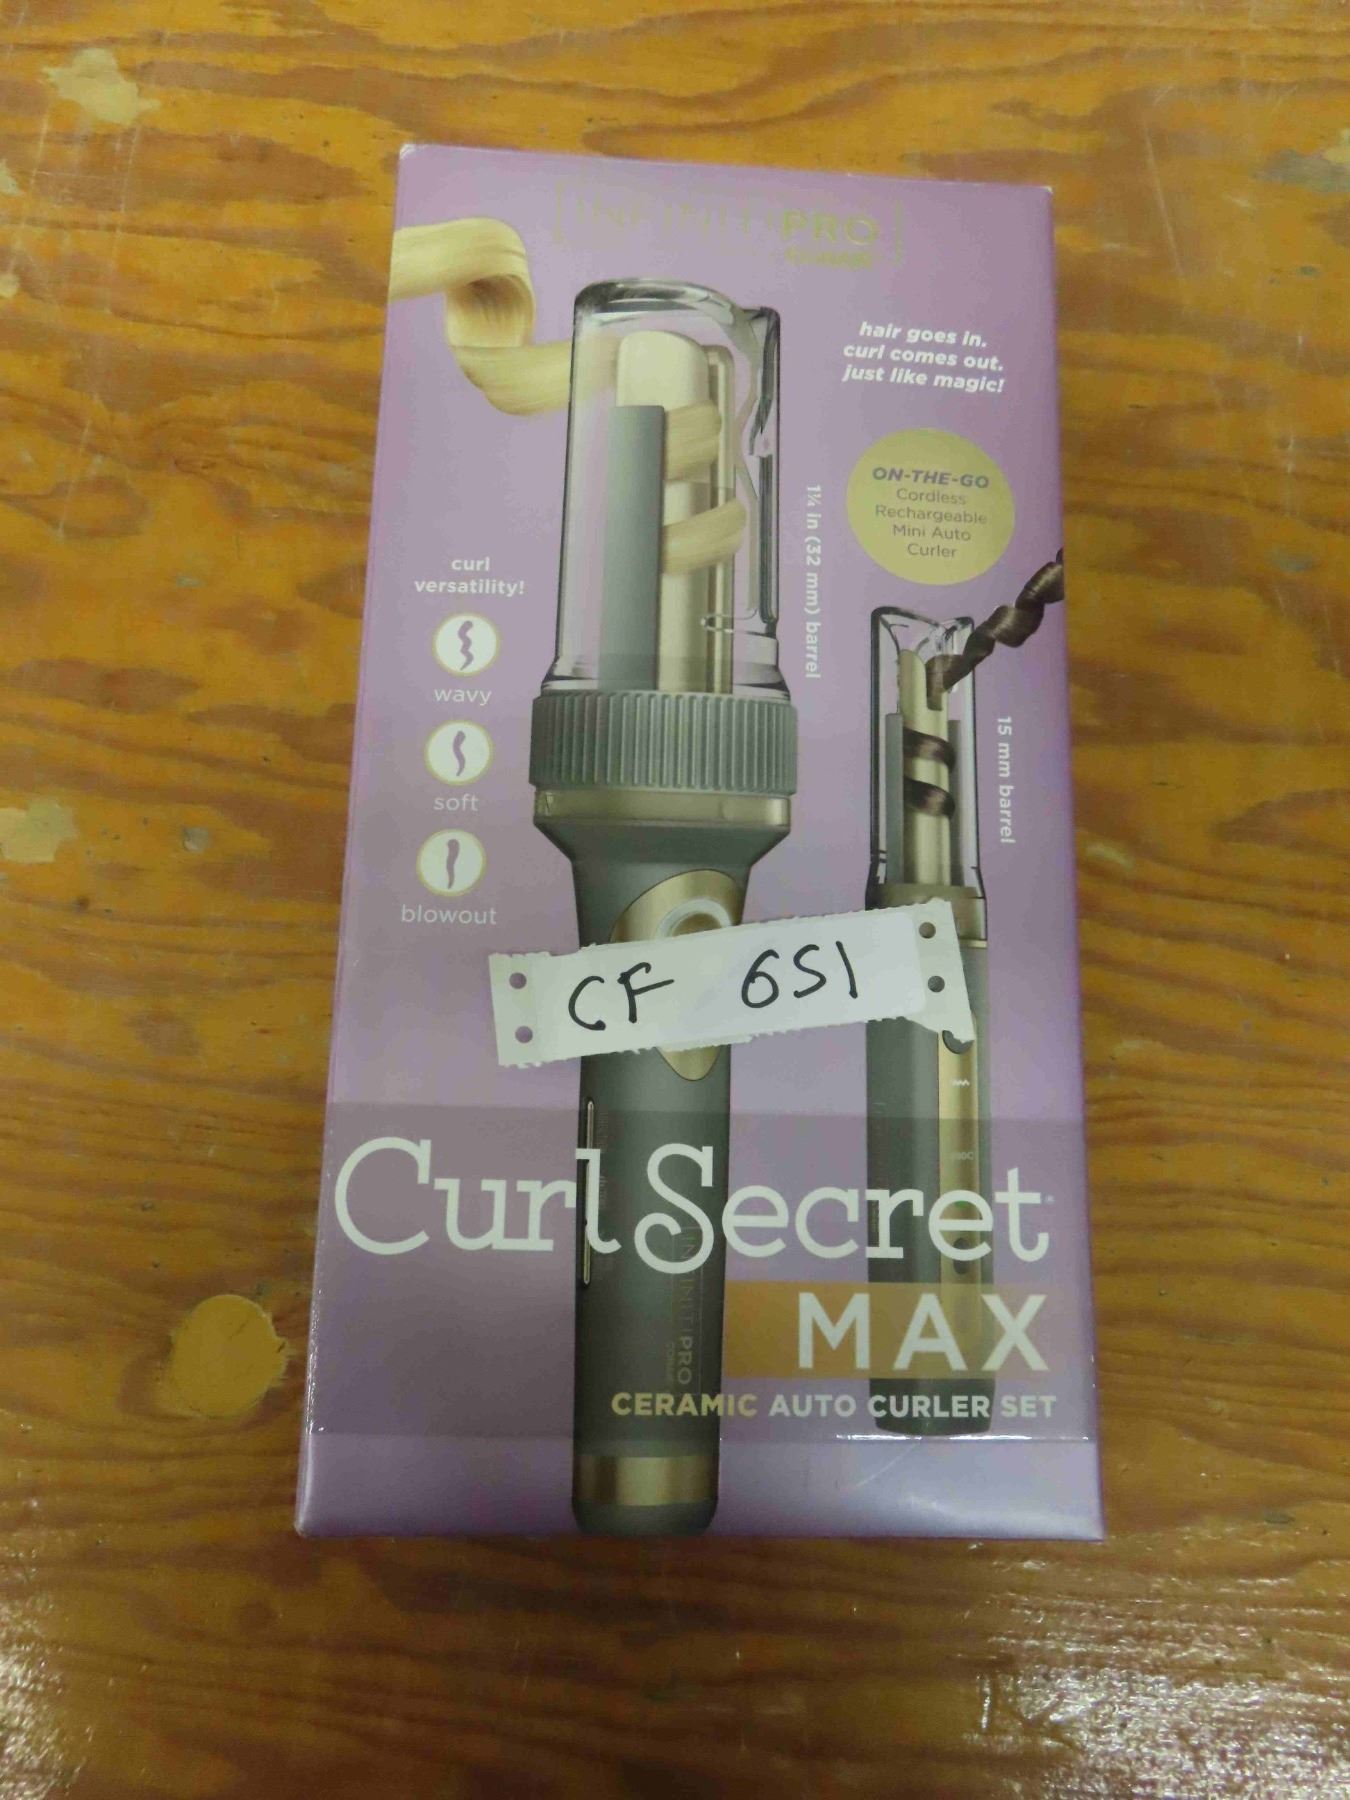 INFINITIPRO
CONAIR
hair goes in.
curl comes out.
just like magic!
ON-THE-GO
Cordless
Rechargeable
Mini Auto
Curler
1¼ in (32 mm) barrel
curl
versatility!
wavy
soft
blowout
15 mm barrel
CF 651
CurlSecret
MAX
CERAMIC AUTO CURLER SET
INFINITIPRO
CONAIR